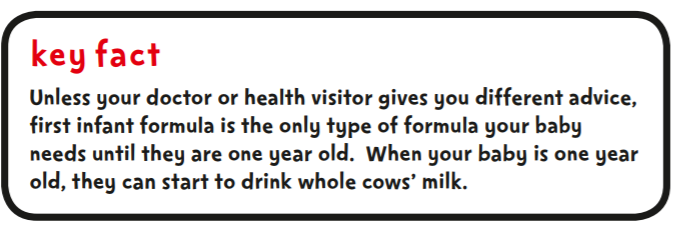 key fact
Unless your doctor or health visitor gives you different advice,
first infant formula is the only type of formula your baby
needs until they are one year old.  When your baby is one year
old, they can start to drink whole cows’ milk.